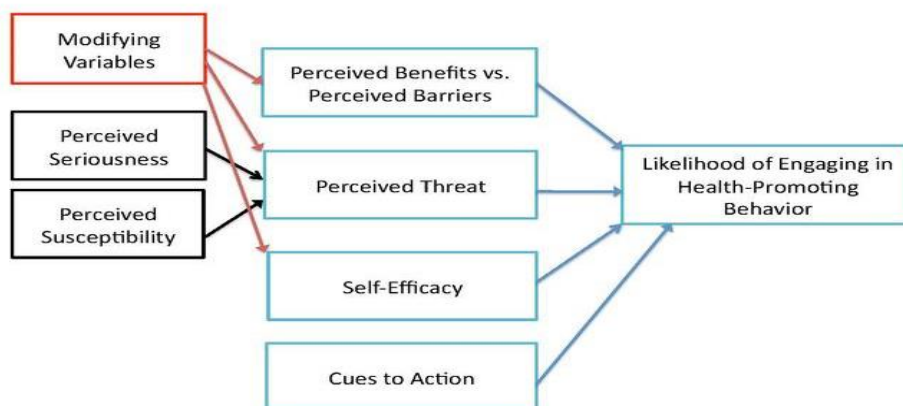 Modifying
Variables
Perceived
Seriousness
Perceived
Susceptibility
Perceived Benefits vs.
Perceived Barriers
Perceived Threat
Self-Efficacy
Cues to Action
Likelihood of Engaging in
Health-Promoting
Behavior